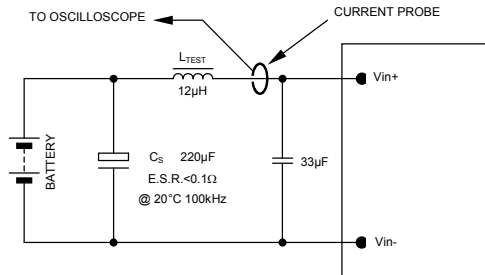 TO OSCILLOSCOPE
CURRENT PROBE
LTEST
12µH
Vin+
BATTERY
CS 220µF
E.S.R.<0.1Ω
@ 20°C 100kHz
33µF
Vin-